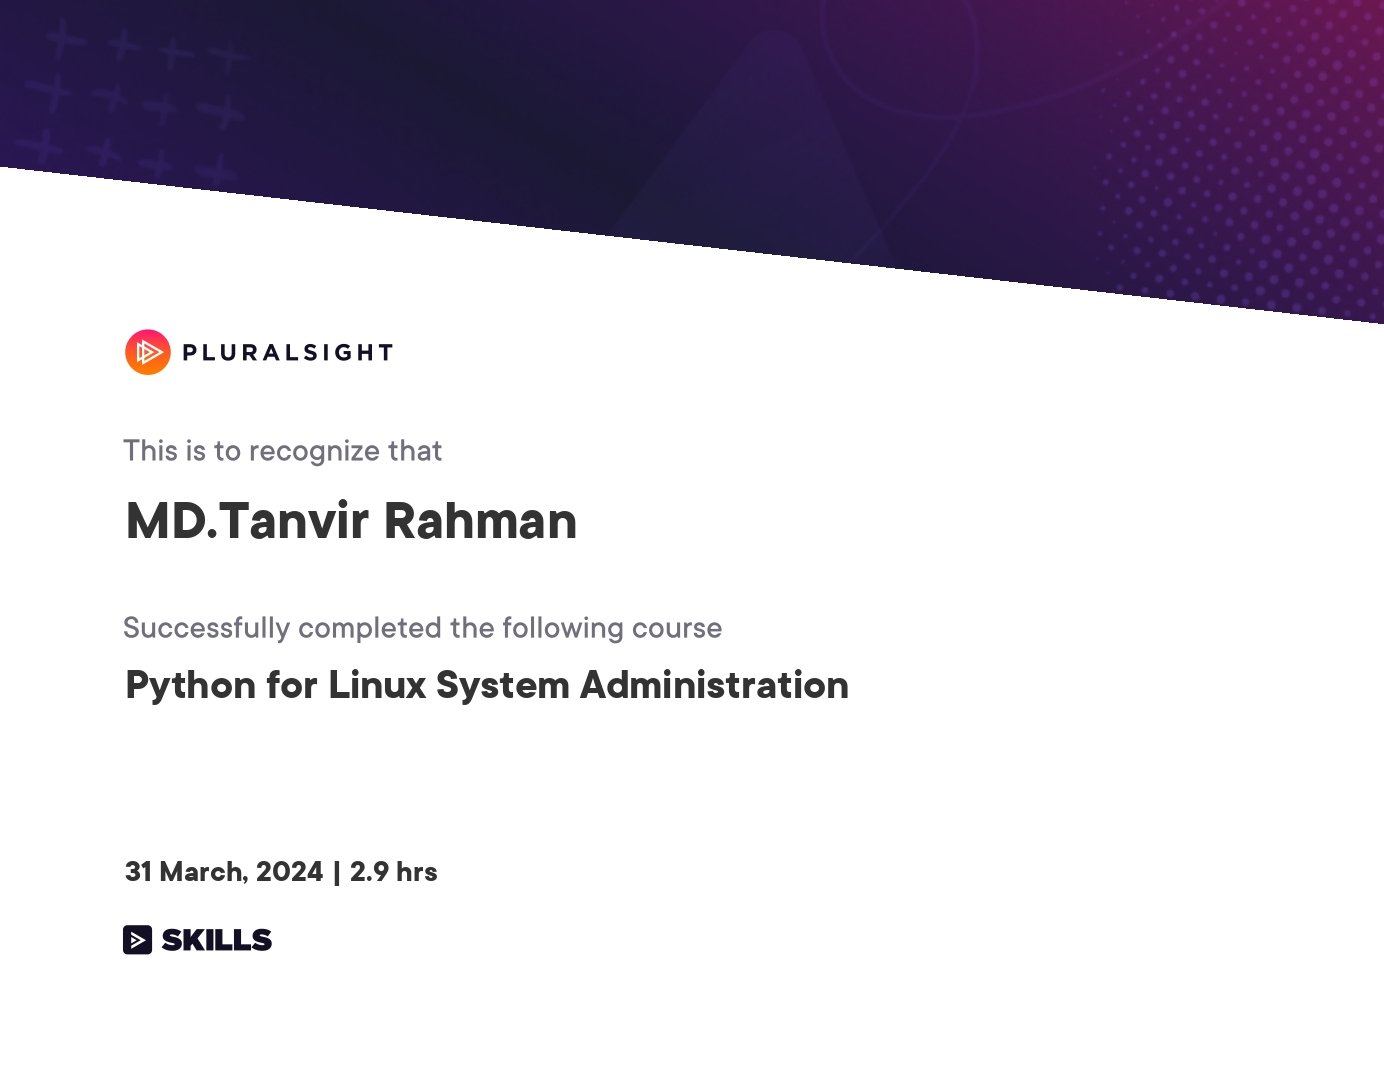 PLURALSIGHT
This is to recognize that
MD.Tanvir Rahman
Successfully completed the following course
Python for Linux System Administration
31 March, 2024 | 2.9 hrs
SKILLS